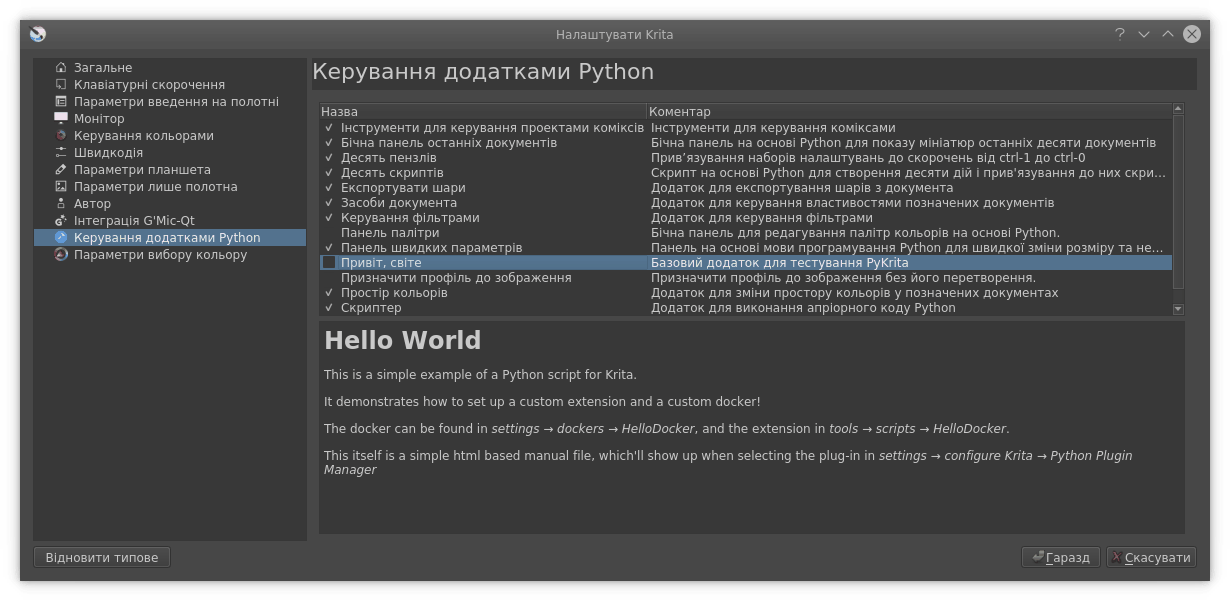 Налаштувати Krita
Загальне
Клавіатурні скорочення
Параметри введення на полотні
Монітор
Керування кольорами
Швидкодія
Параметри планшета
Параметри лише полотна
Автор
Інтеграція G'Mic-Qt
Керування додатками Python
Параметри вибору кольору
Керування додатками Python
Назва Коментар
Інструменти для керування проектами коміксів Інструменти для керування коміксами
Бічна панель останніх документів Бічна панель на основі Python для показу мініатюр останніх десяти документів
Десять пензлів Прив’язування наборів налаштувань до скорочень від ctrl-1 до ctrl-0
Десять скриптів Скрипт на основі Python для створення десяти дій і прив'язування до них скри...
Експортувати шари Додаток для експортування шарів з документа
Засоби документа Додаток для керування властивостями позначених документів
Керування фільтрами Додаток для керування фільтрами
Панель палітри Бічна панель для редагування палітр кольорів на основі Python.
Панель швидких параметрів Панель на основі мови програмування Python для швидкої зміни розміру та не...
Привіт, світе Базовий додаток для тестування PyKrita
Призначити профіль до зображення Призначити профіль до зображення без його перетворення.
Простір кольорів Додаток для зміни простору кольорів у позначених документах
Скриптер Додаток для виконання апріорного коду Python
Hello World
This is a simple example of a Python script for Krita.
It demonstrates how to set up a custom extension and a custom docker!
The docker can be found in settings → dockers → HelloDocker, and the extension in tools → scripts → HelloDocker.
This itself is a simple html based manual file, which'll show up when selecting the plug-in in settings → configure Krita → Python Plugin
Manager
Відновити типове Гаразд Скасувати